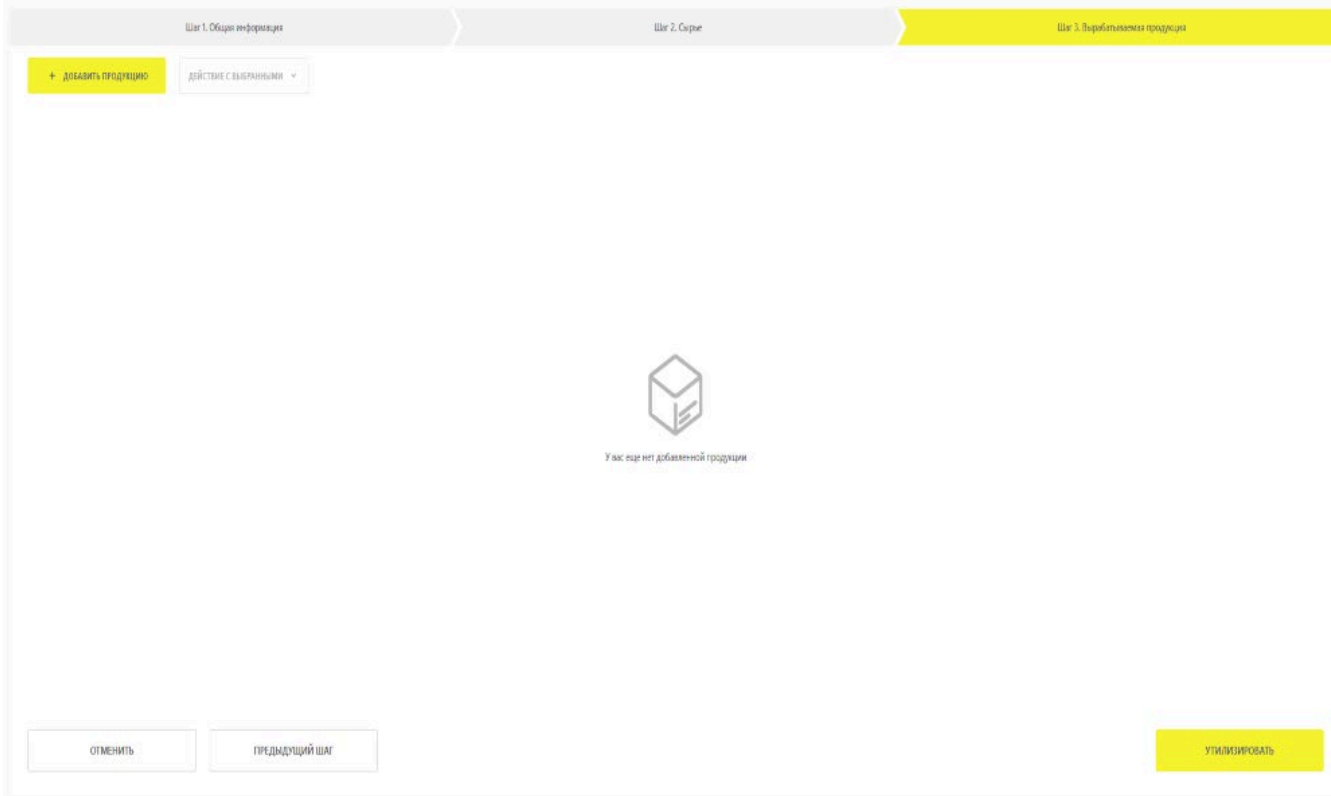 Шаг 1. Общая информация
Шаг 2. Сырье
Шаг 3. Вырабатываемая продукция
+ ДОБАВИТЬ ПРОДУКЦИЮ
ДЕЙСТВИЕ С ВЫБРАННЫМИ
У вас еще нет добавленной продукции
ОТМЕНИТЬ
ПРЕДЫДУЩИЙ ШАГ
УТИЛИЗИРОВАТЬ